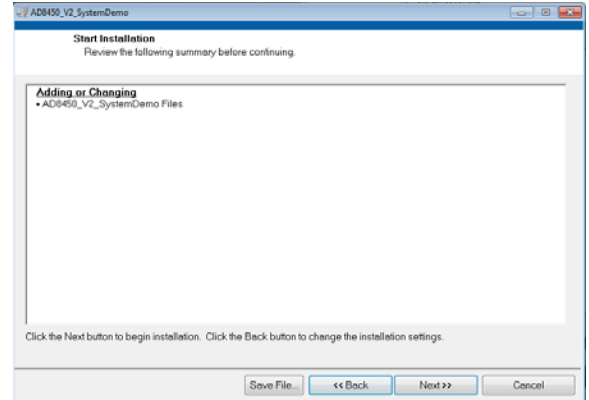 AD8450_V2_SystemDemo
Start Installation
Review the following summary before continuing.
Adding or Changing
• AD8450_V2_SystemDemo Files
Click the Next button to begin installation. Click the Back button to change the installation settings.
Save File...
<< Back
Next >>
Cancel